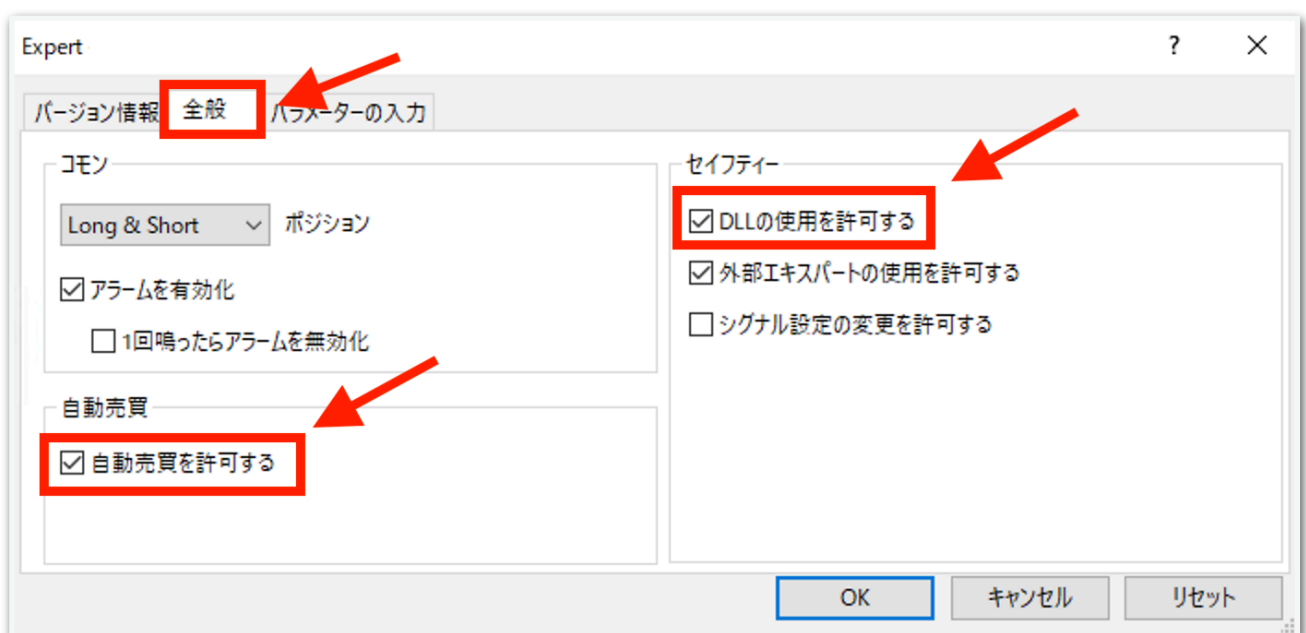 Expert
?
バージョン情報 全般 パラメーターの入力
コモン
Long & Short ポジション
アラームを有効化
1回鳴ったらアラームを無効化
自動売買
自動売買を許可する
セイフティー
DLLの使用を許可する
外部エキスパートの使用を許可する
シグナル設定の変更を許可する
OK キャンセル リセット